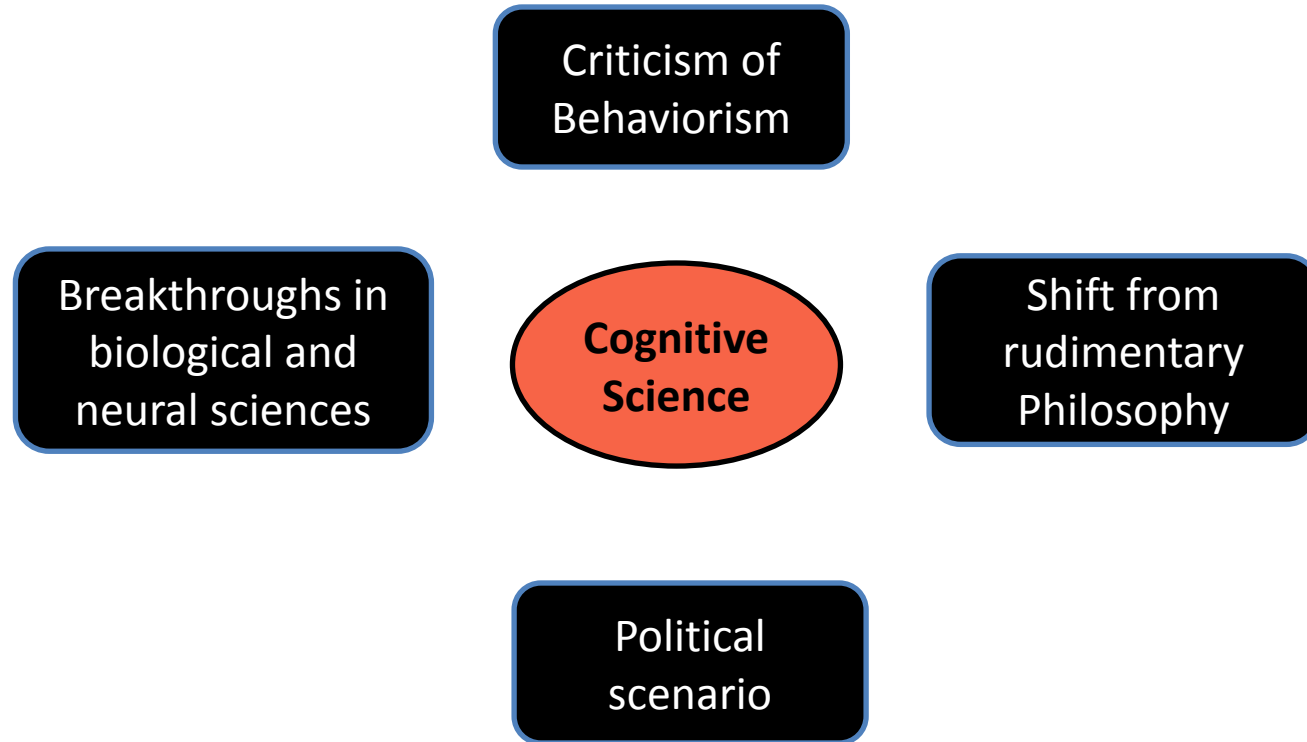 Criticism of
Behaviorism
Breakthroughs in
biological and
neural sciences
Cognitive
Science
Shift from
rudimentary
Philosophy
Political
scenario